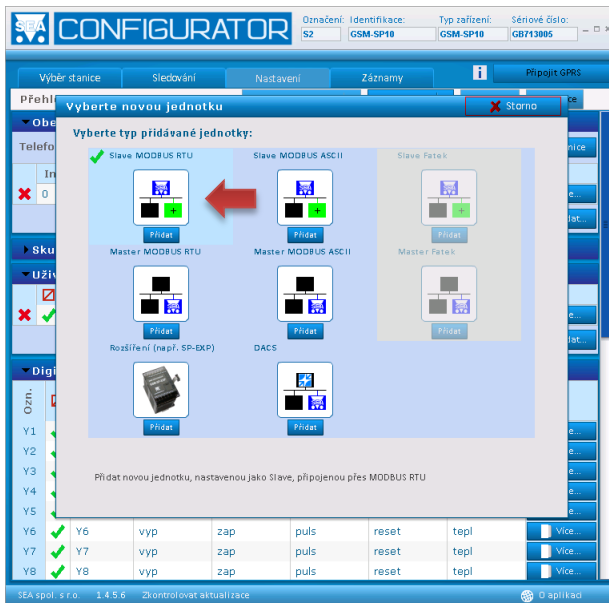 SEA CONFIGURATOR
Označení: Identifikace: Typ zařízení: Sériové číslo:
S2 GSM-SP10 GSM-SP10 GB713005
Výběr stanice Sledování Nastavení Záznamy i Připojit GPRS
Vyberte novou jednotku Storno
Vyberte typ přidávané jednotky:
Slave MODBUS RTU Slave MODBUS ASCII Slave Fatek
Přidat Přidat Přidat
Master MODBUS RTU Master MODBUS ASCII Master Fatek
Přidat Přidat Přidat
Rozšíření (např. SP-EXP) DACS
Přidat Přidat
Přidat novou jednotku, nastavenou jako Slave, připojenou přes MODBUS RTU
0
Ozn.
Y1
Y2
Y3
Y4
Y5
Y6 Y6 vyp zap puls reset tepl Více...
Y7 Y7 vyp zap puls reset tepl Více...
Y8 Y8 vyp zap puls reset tepl Více...
SEA spol. s r.o. 1.4.5.6 Zkontrolovat aktualizace O aplikaci